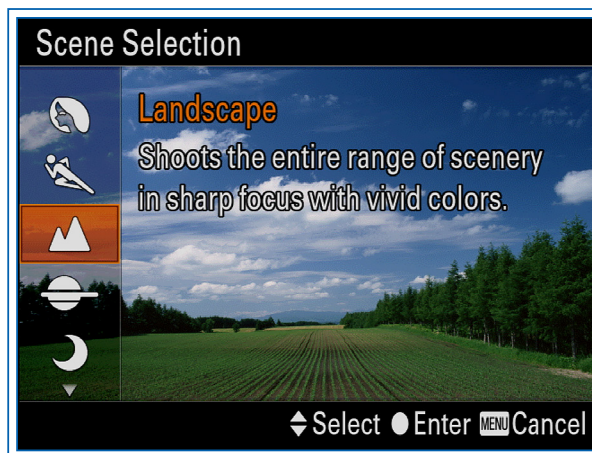 Scene Selection
Landscape
Shoots the entire range of scenery
in sharp focus with vivid colors.
Select Enter MENU Cancel